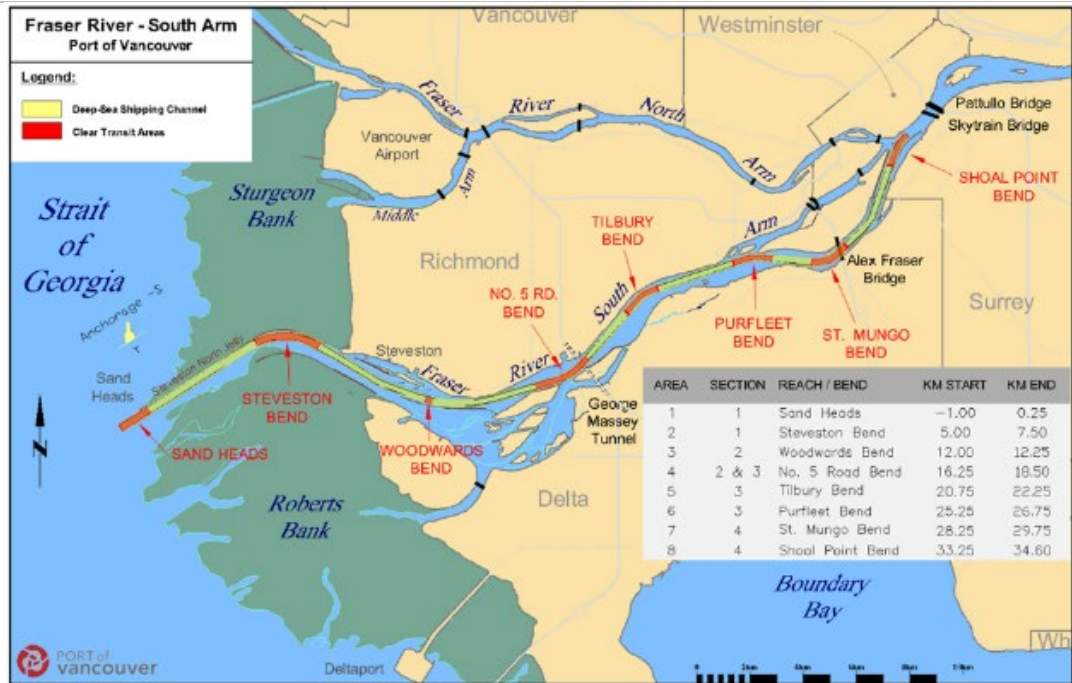 Fraser River - South Arm
Port of Vancouver
Legend:
Deep-Sea Shipping Channel
Clear Transit Areas
Vancouver
Westminster
Fraser
River
North
Arm
Vancouver
Airport
Arm
Middle
Pattullo Bridge
Skytrain Bridge
SHOAL POINT
BEND
Strait
of
Georgia
Sturgeon
Bank
Richmond
TILBURY
BEND
Arm
South
River
Fraser
Alex Fraser
Bridge
Surrey
NO. 5 RD.
BEND
PURFLEET
BEND
ST. MUNGO
BEND
Anchorage -S
T
Sand
Heads
Steveston North Jetty
Steveston
STEVESTON
BEND
SAND HEADS
WOODWARDS
BEND
George
Massey
Tunnel
N
Roberts
Bank
Delta
AREA SECTION REACH / BEND KM START KM END
1 1 Sand Heads -1.00 0.25
2 1 Steveston Bend 5.00 7.50
3 2 Woodwards Bend 12.00 12.25
4 2 & 3 No. 5 Road Bend 16.25 18.50
5 3 Tilbury Bend 20.75 22.25
6 3 Purfleet Bend 25.25 26.75
7 4 St. Mungo Bend 28.25 29.75
8 4 Shoal Point Bend 33.25 34.60
Boundary
Bay
Wh
PORT of
vancouver
Deltaport
0 2km 4km